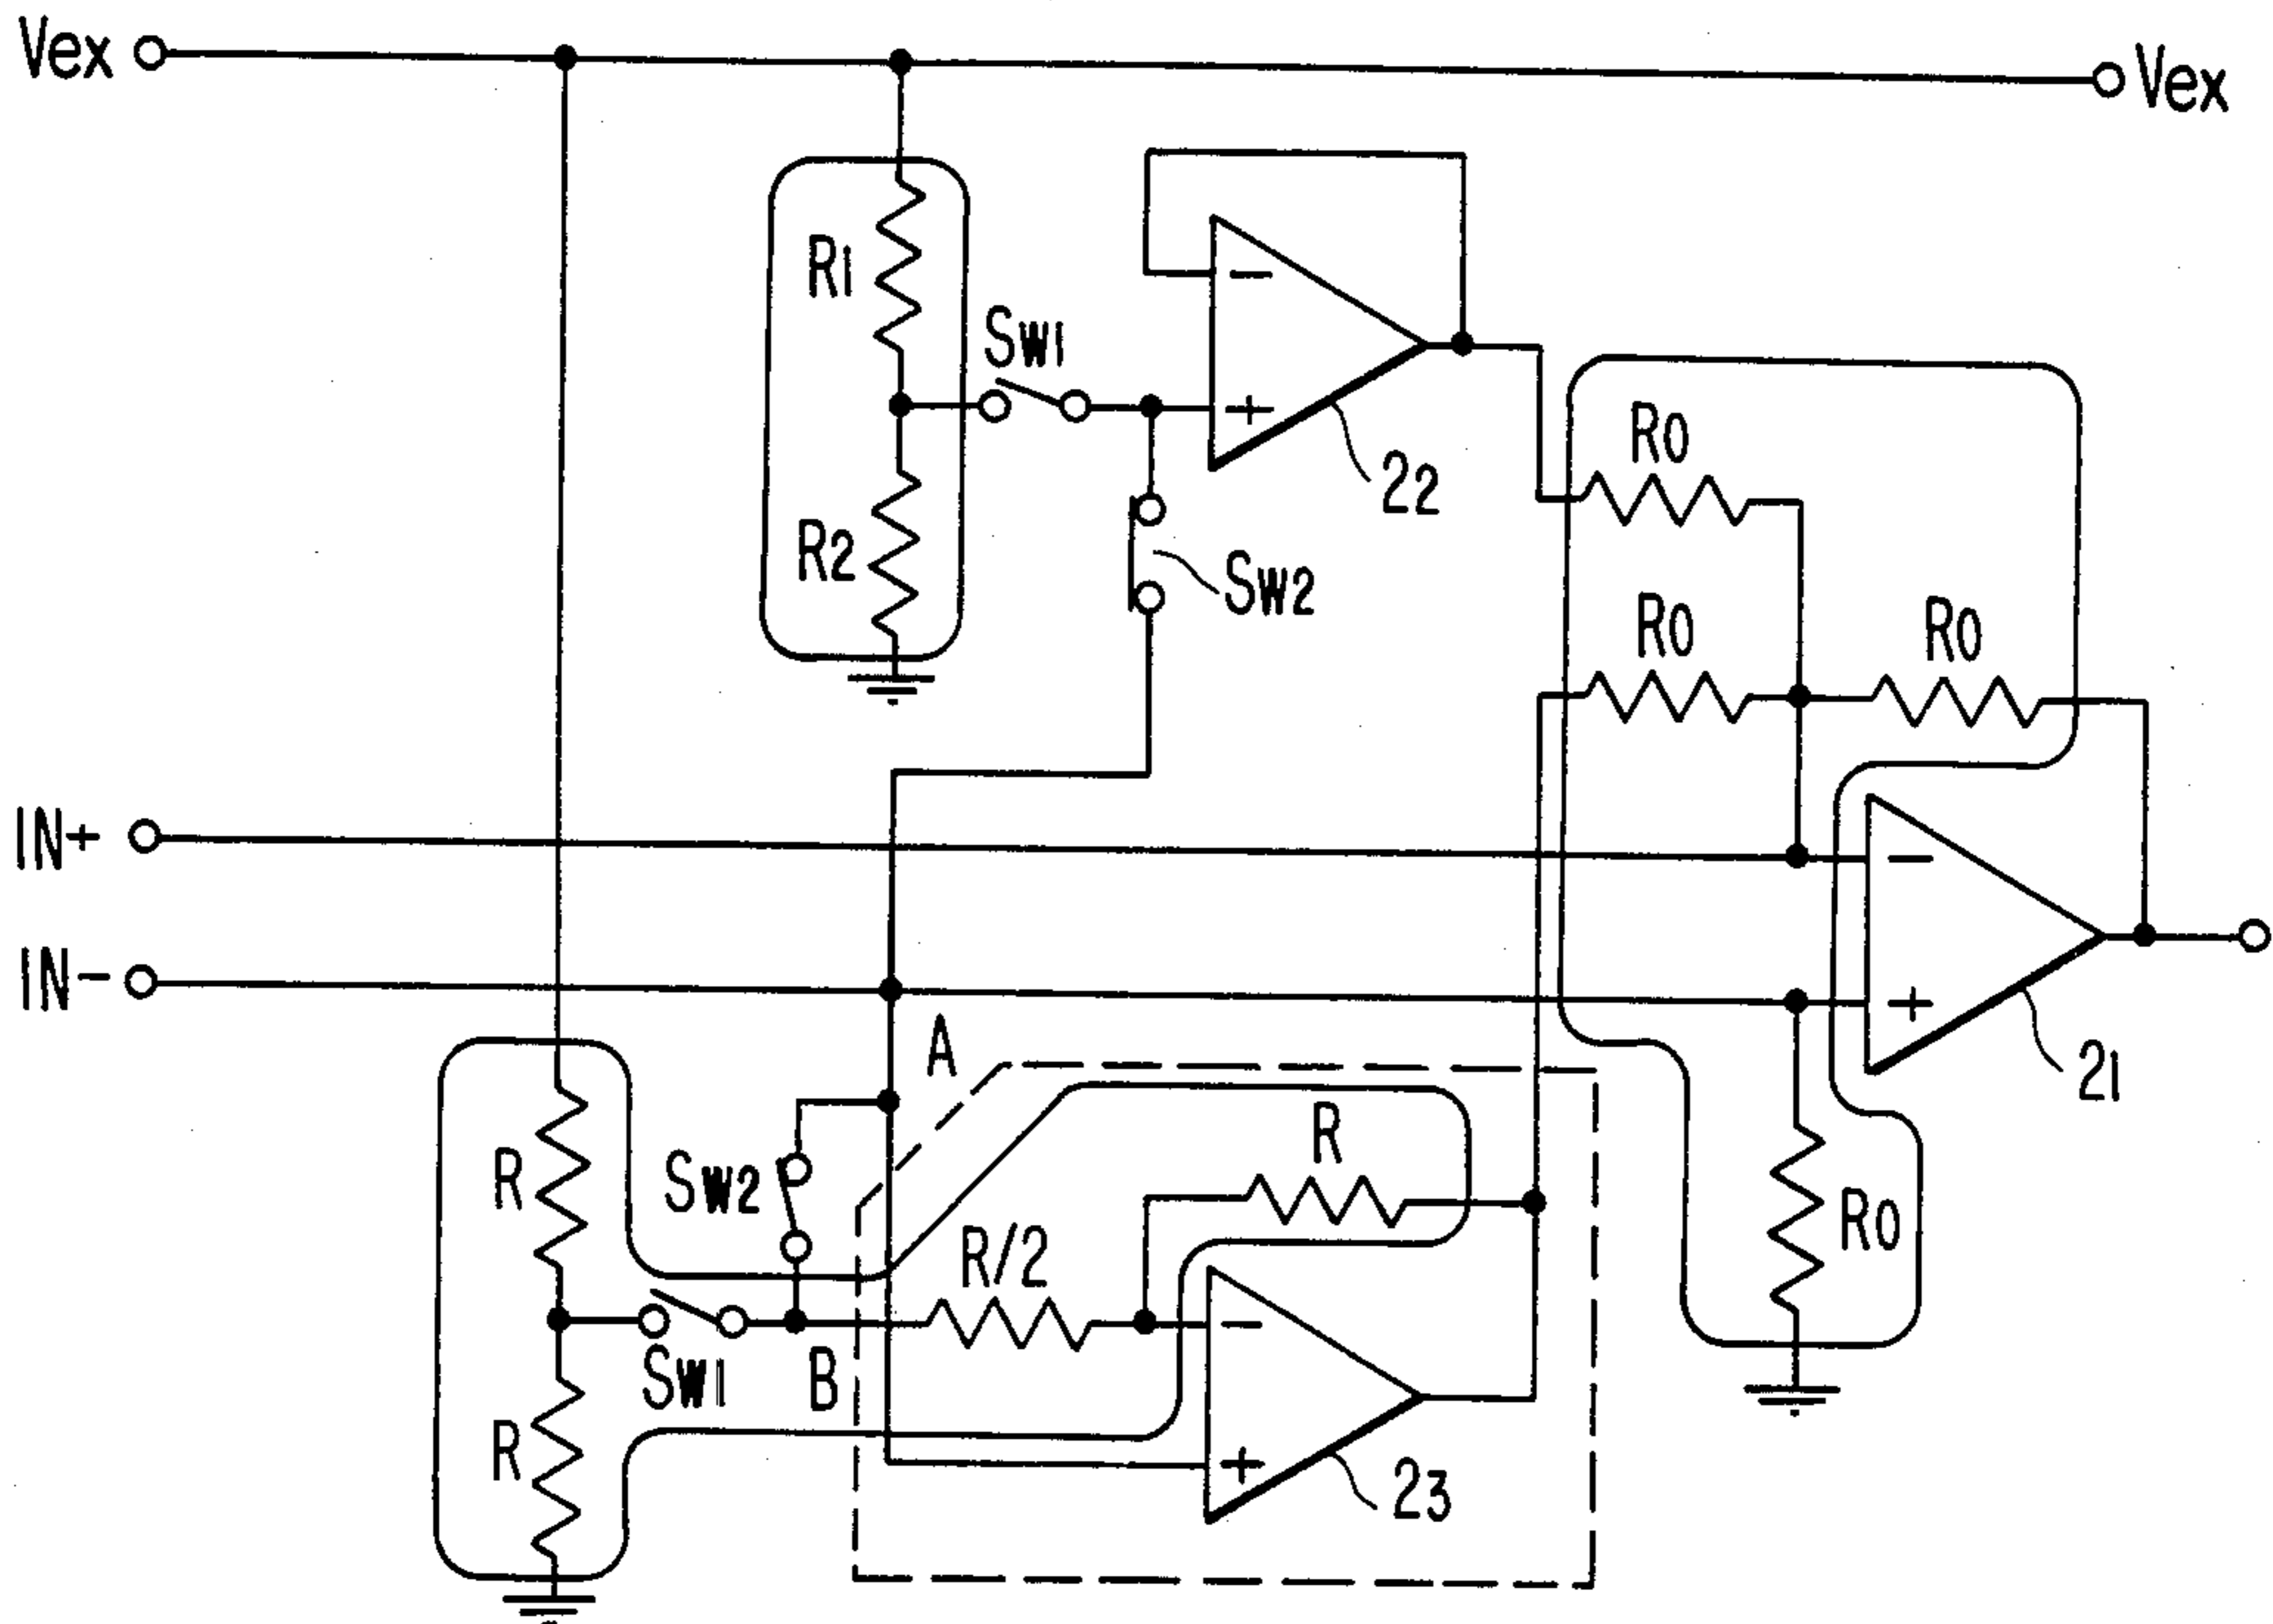 Vex Vex
R1
Sw1
22
R0
R2
Sw2
R0 R0
IN+
−
IN−
+
A
21
R
R
Sw2
R0
R/2
Sw1
B
−
R
+
23
−
+